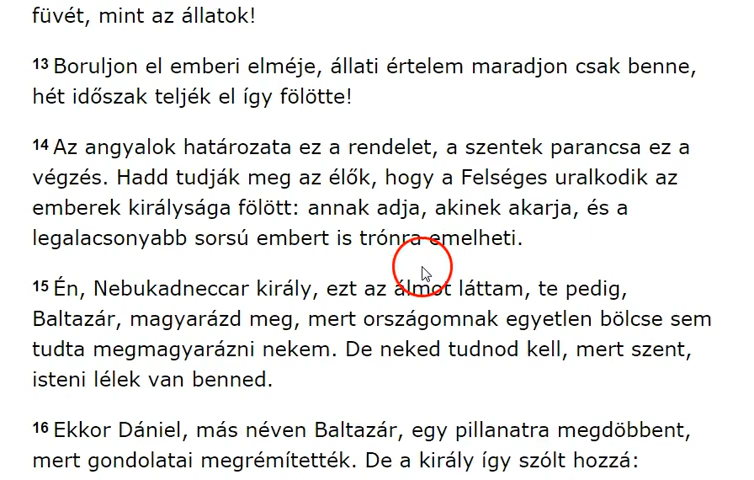 füvét, mint az állatok!
13 Boruljon el emberi elméje, állati értelem maradjon csak benne,
hét időszak teljék el így fölötte!
14 Az angyalok határozata ez a rendelet, a szentek parancsa ez a
végzés. Hadd tudják meg az élők, hogy a Felséges uralkodik az
emberek királysága fölött: annak adja, akinek akarja, és a
legalacsonyabb sorsú embert is trónra emelheti.
15 Én, Nebukadneccar király, ezt az álmot láttam, te pedig,
Baltazár, magyarázd meg, mert országomnak egyetlen bölcse sem
tudta megmagyarázni nekem. De neked tudnod kell, mert szent,
isteni lélek van benned.
16 Ekkor Dániel, más néven Baltazár, egy pillanatra megdöbbent,
mert gondolatai megrémítették. De a király így szólt hozzá: